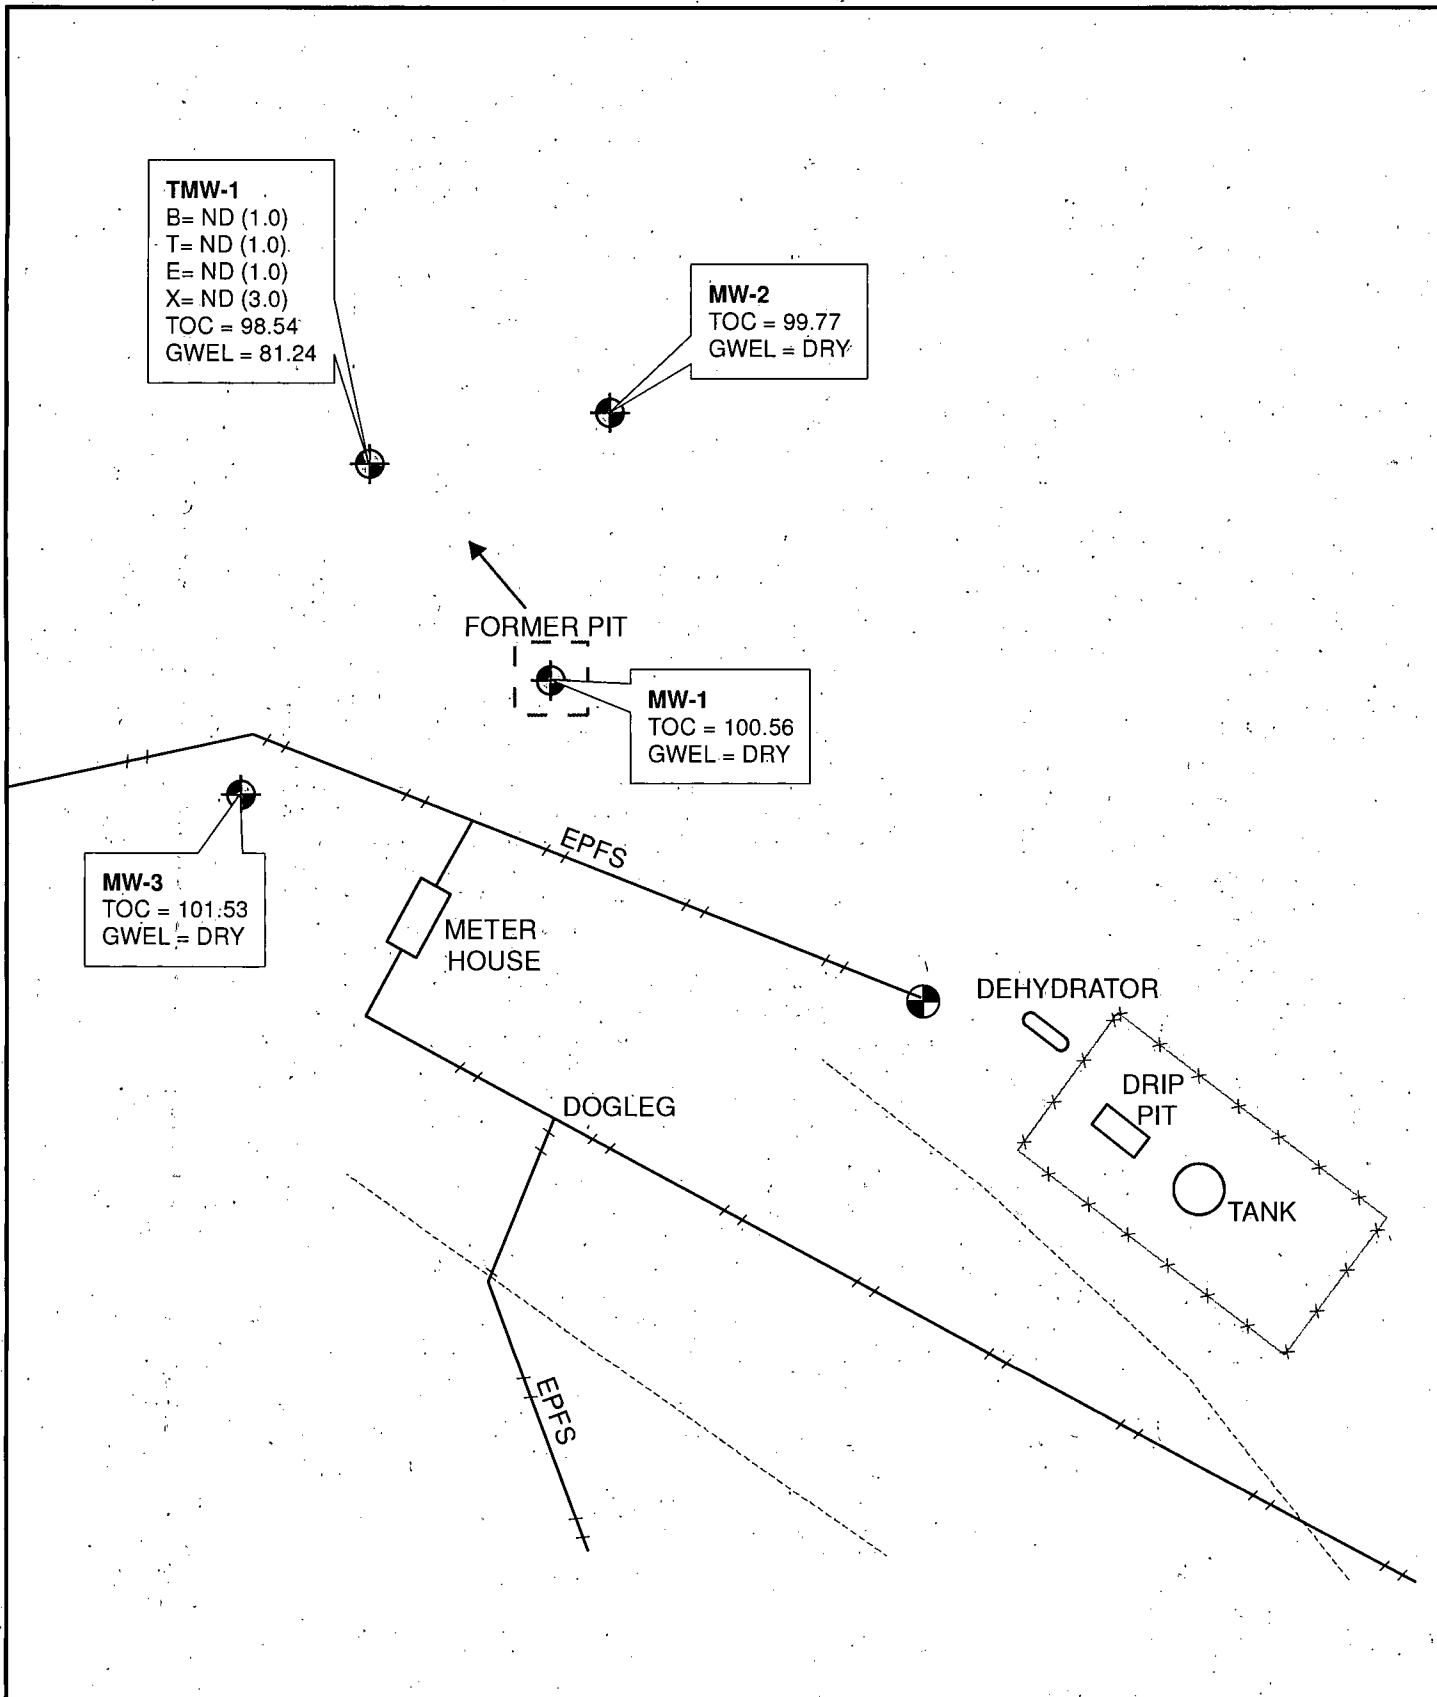 TMW-1
B= ND (1.0)
T= ND (1.0)
E= ND (1.0)
X= ND (3.0)
TOC = 98.54
GWEL = 81.24
MW-2
TOC = 99.77
GWEL = DRY
FORMER PIT
MW-1
TOC = 100.56
GWEL = DRY
EPFS
MW-3
TOC = 101.53
GWEL = DRY
METER
HOUSE
DEHYDRATOR
DRIP
PIT
DOGLEG
TANK
EPFS